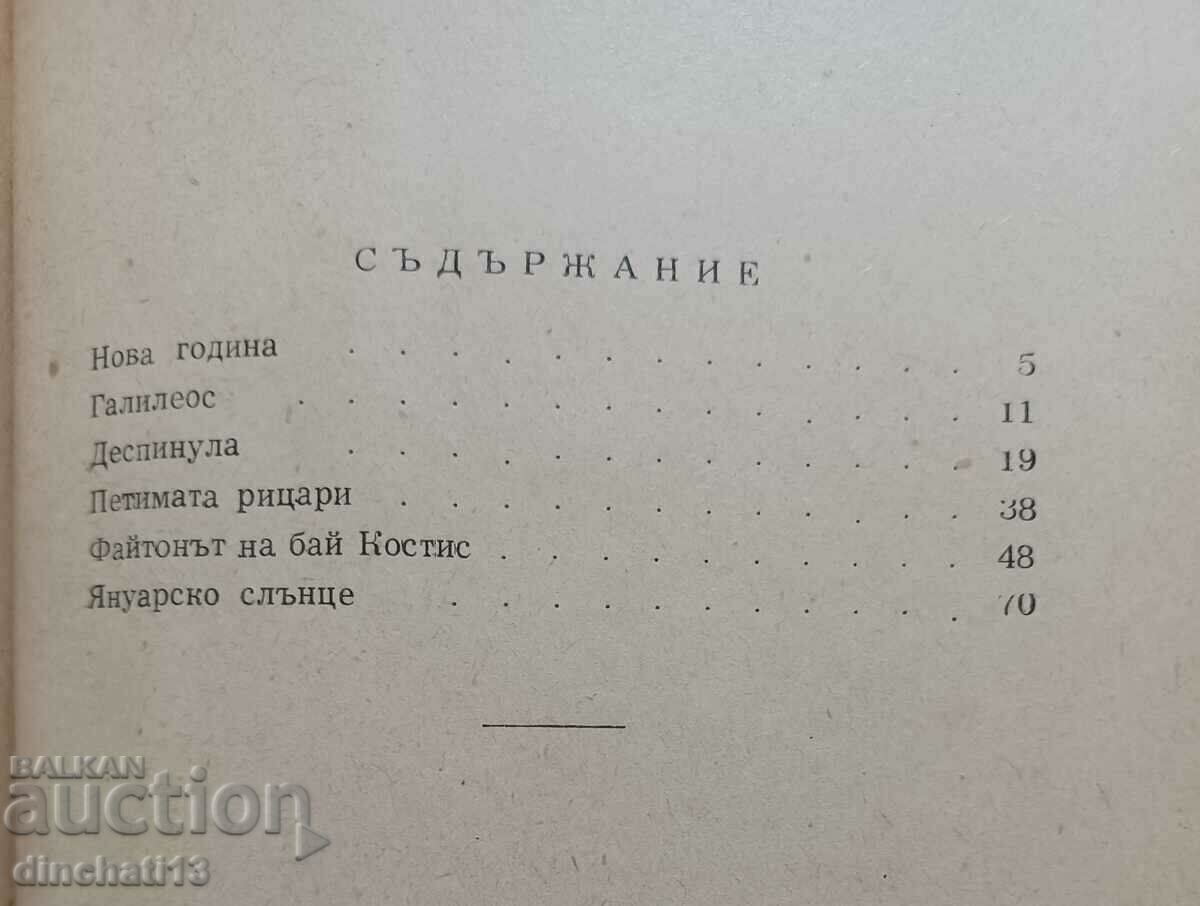 СЪДЪРЖАНИЕ
Нова година . . . . . . . . . . . . . 5
Галилеос . . . . . . . . . . . . . . 11
Деспинула . . . . . . . . . . . . . 19
Петимата рицари . . . . . . . . . . . . 38
Файтонът на бай Костис . . . . . . . . . . 48
Януарско слънце . . . . . . . . . . . 70
BALKAN
auction
dinchati13